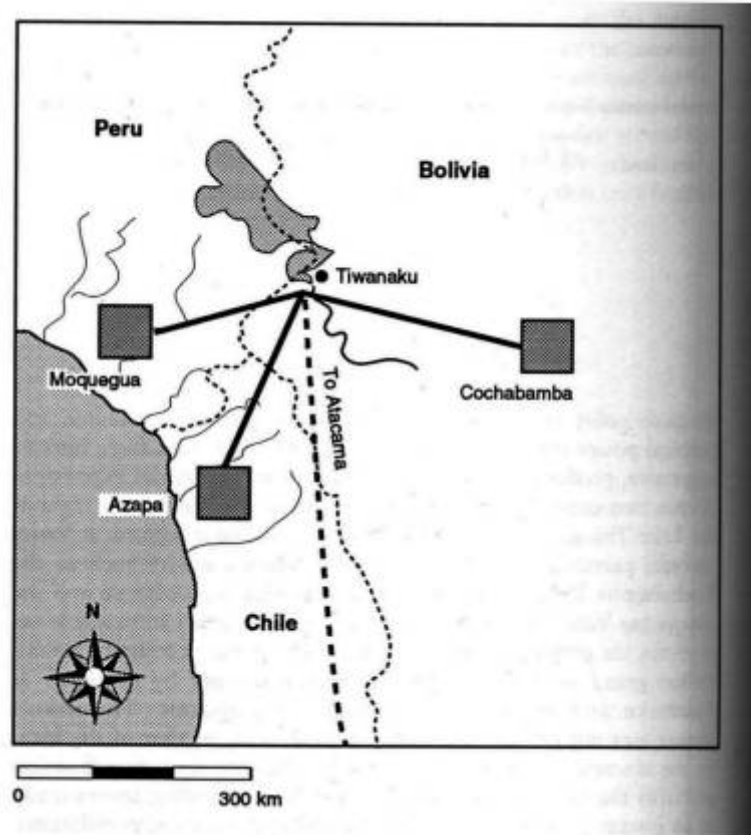 Peru
Bolivia
Tiwanaku
Moquegua
Cochabamba
To Atacama
Azapa
Chile
N
0 300 km